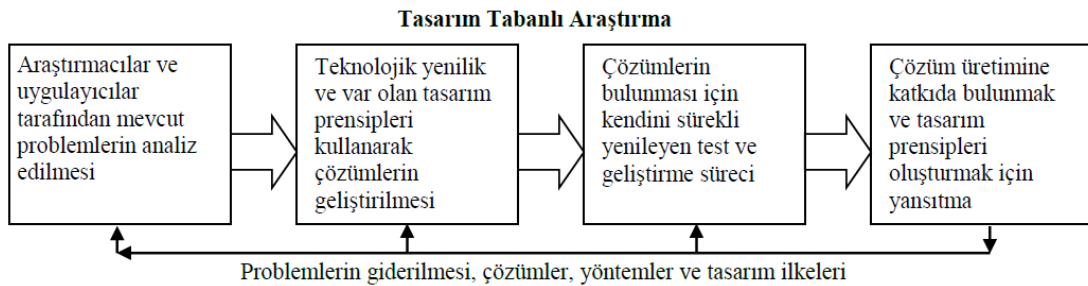 Tasarım Tabanlı Araştırma
Araştırmacılar ve
uygulayıcılar
tarafından mevcut
problemlerin analiz
edilmesi
Teknolojik yenilik
ve var olan tasarım
prensipleri
kullanarak
çözümlerin
geliştirilmesi
Çözümlerin
bulunması için
kendini sürekli
yenileyen test ve
geliştirme süreci
Çözüm üretimine
katkıda bulunmak
ve tasarım
prensipleri
oluşturmak için
yansıtma
Problemlerin giderilmesi, çözümler, yöntemler ve tasarım ilkeleri